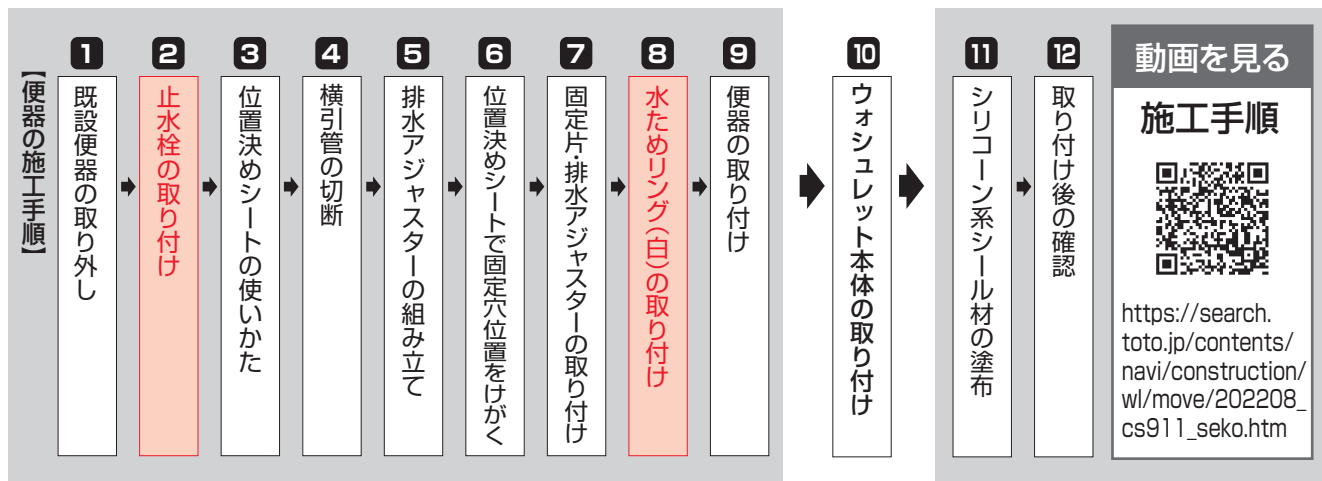 【便器の施工手順】
1
既設便器の取り外し
2
止水栓の取り付け
3
位置決めシートの使いかた
4
横引管の切断
5
排水アジャスターの組み立て
6
位置決めシートで固定穴位置をけがく
7
固定片・排水アジャスターの取り付け
8
水ためリング(白)の取り付け
9
便器の取り付け
10
ウォシュレット本体の取り付け
11
シリコーン系シール材の塗布
12
取り付け後の確認
動画を見る
施工手順
https://search.
toto.jp/contents/
navi/construction/
wl/move/202208_
cs911_seko.htm